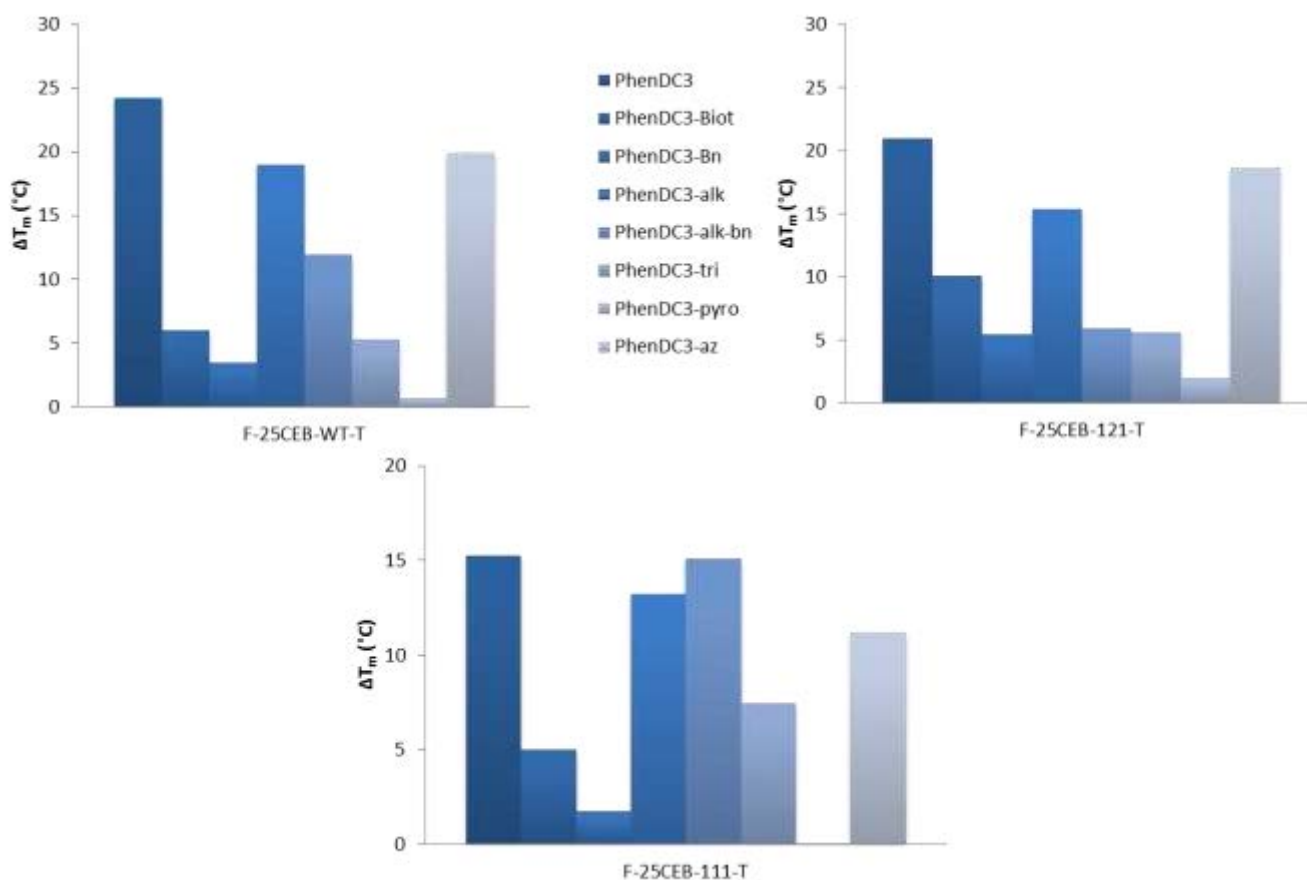 30
25
20
15
10
5
0
ΔTm (°C)
F-25CEB-WT-T
PhenDC3
PhenDC3-Biot
PhenDC3-Bn
PhenDC3-alk
PhenDC3-alk-bn
PhenDC3-tri
PhenDC3-pyro
PhenDC3-az
30
25
20
15
10
5
0
ΔTm (°C)
F-25CEB-121-T
20
15
10
5
0
ΔTm (°C)
F-25CEB-111-T